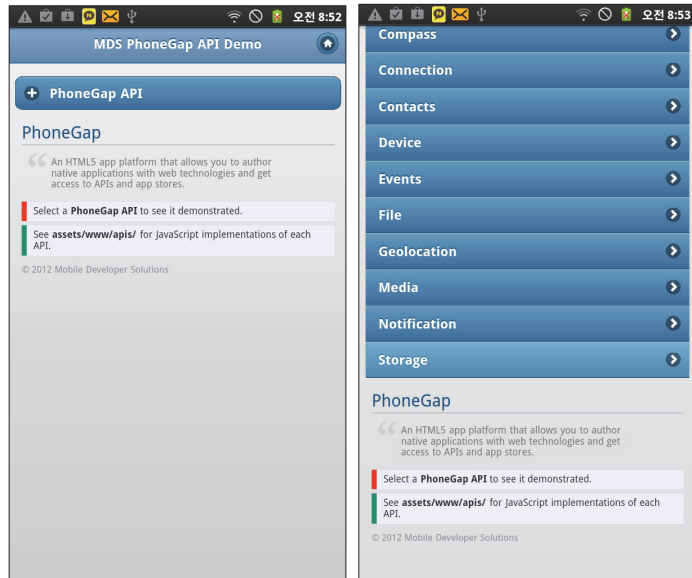 오전 8:52
MDS PhoneGap API Demo
PhoneGap API
PhoneGap
An HTML5 app platform that allows you to author
native applications with web technologies and get
access to APIs and app stores.
Select a PhoneGap API to see it demonstrated.
See assets/www/apis/ for JavaScript implementations of each
API.
© 2012 Mobile Developer Solutions
오전 8:53
Compass
Connection
Contacts
Device
Events
File
Geolocation
Media
Notification
Storage
PhoneGap
An HTML5 app platform that allows you to author
native applications with web technologies and get
access to APIs and app stores.
Select a PhoneGap API to see it demonstrated.
See assets/www/apis/ for JavaScript implementations of each
API.
© 2012 Mobile Developer Solutions